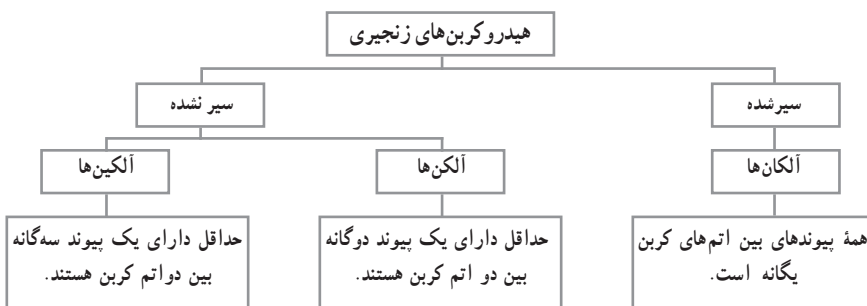 هیدروکربن‌های زنجیری
سیرشده
سیر نشده
آلکان‌ها
آلکن‌ها
آلکین‌ها
همهٔ پیوندهای بین اتم‌های کربن
یگانه است.
حداقل دارای یک پیوند دوگانه
بین دو اتم کربن هستند.
حداقل دارای یک پیوند سه‌گانه
بین دواتم کربن هستند.